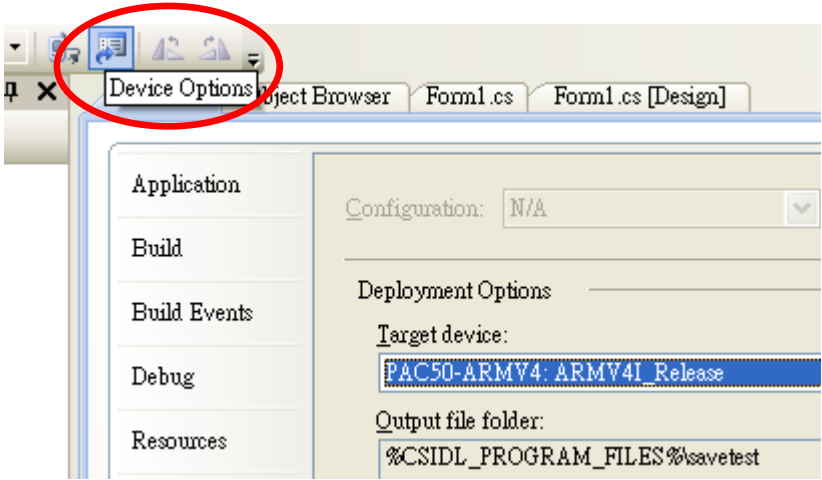 Device Options
bject Browser
Form1.cs
Form1.cs [Design]
Application
Build
Build Events
Debug
Resources
Configuration:
N/A
Deployment Options
Target device:
PAC50-ARMV4: ARMV4I_Release
Output file folder:
%CSIDL_PROGRAM_FILES%\savetest